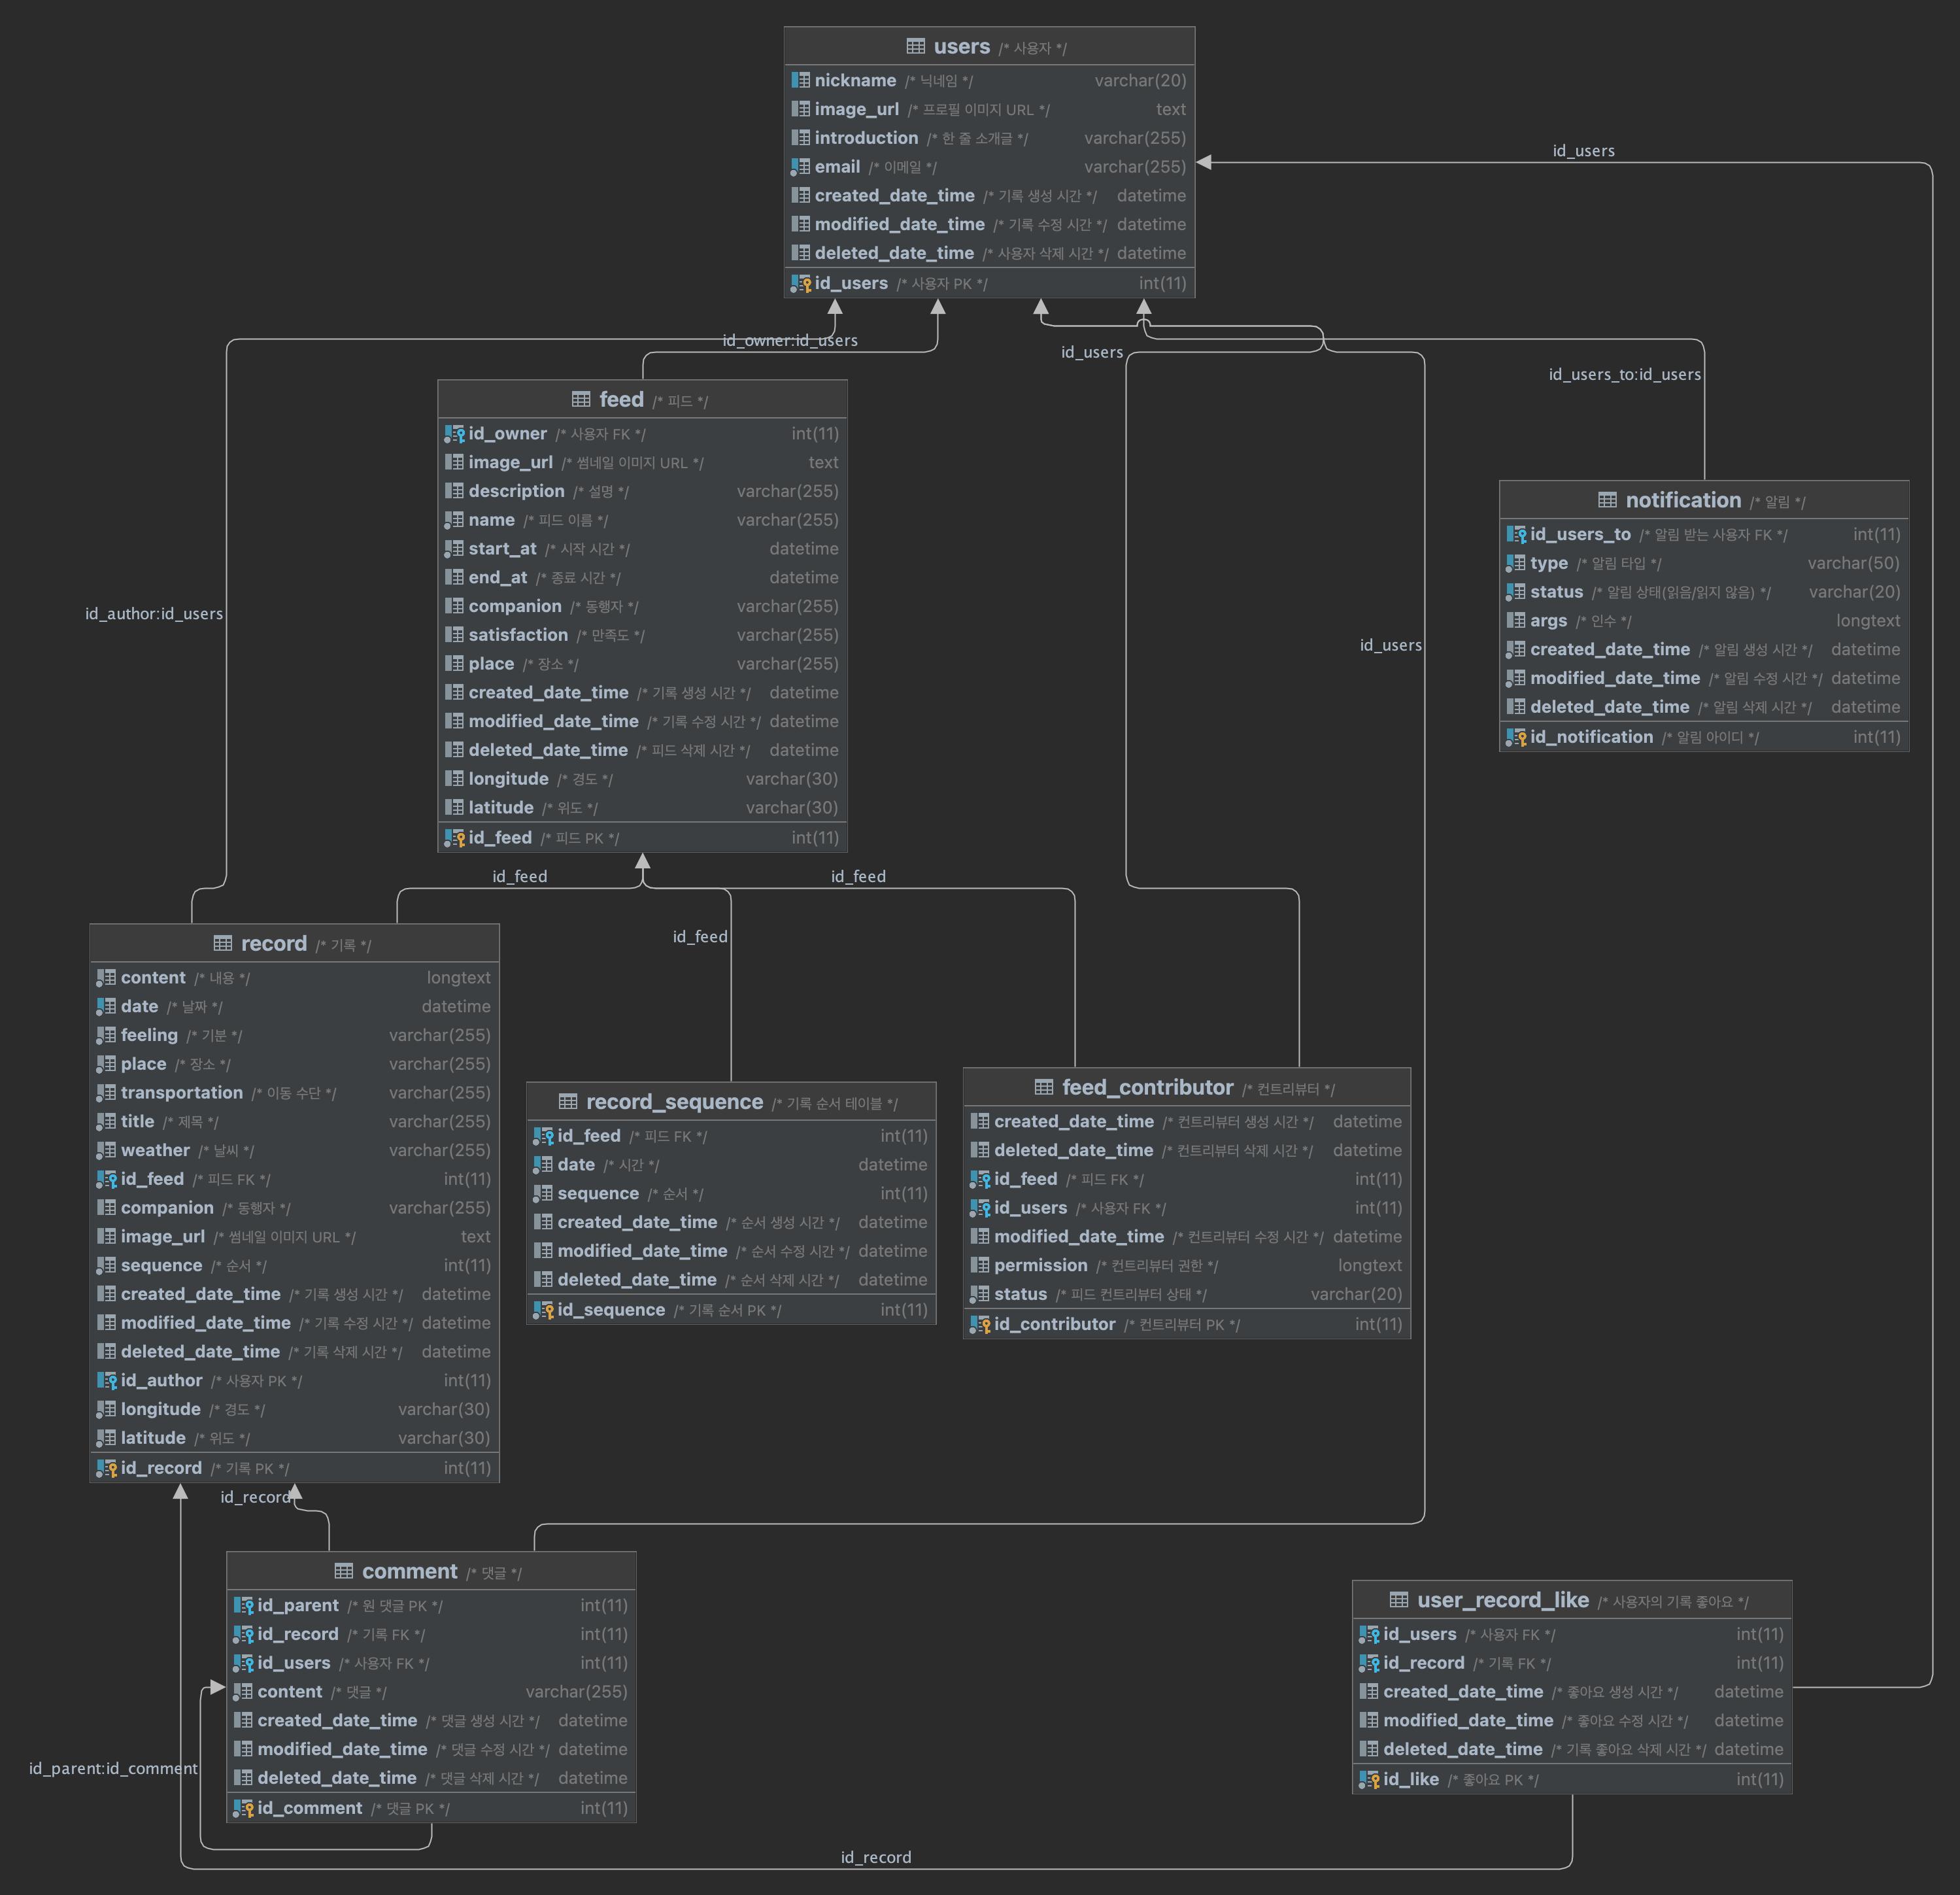 users /* 사용자 */
nickname /* 닉네임 */ varchar(20)
image_url /* 프로필 이미지 URL */ text
introduction /* 한 줄 소개글 */ varchar(255)
email /* 이메일 */ varchar(255)
created_date_time /* 기록 생성 시간 */ datetime
modified_date_time /* 기록 수정 시간 */ datetime
deleted_date_time /* 사용자 삭제 시간 */ datetime
id_users /* 사용자 PK */ int(11)
id_users
id_owner:id_users
id_users
id_users_to:id_users
id_author:id_users
id_users
feed /* 피드 */
id_owner /* 사용자 FK */ int(11)
image_url /* 썸네일 이미지 URL */ text
description /* 설명 */ varchar(255)
name /* 피드 이름 */ varchar(255)
start_at /* 시작 시간 */ datetime
end_at /* 종료 시간 */ datetime
companion /* 동행자 */ varchar(255)
satisfaction /* 만족도 */ varchar(255)
place /* 장소 */ varchar(255)
created_date_time /* 기록 생성 시간 */ datetime
modified_date_time /* 기록 수정 시간 */ datetime
deleted_date_time /* 피드 삭제 시간 */ datetime
longitude /* 경도 */ varchar(30)
latitude /* 위도 */ varchar(30)
id_feed /* 피드 PK */ int(11)
notification /* 알림 */
id_users_to /* 알림 받는 사용자 FK */ int(11)
type /* 알림 타입 */ varchar(50)
status /* 알림 상태(읽음/읽지 않음) */ varchar(20)
args /* 인수 */ longtext
created_date_time /* 알림 생성 시간 */ datetime
modified_date_time /* 알림 수정 시간 */ datetime
deleted_date_time /* 알림 삭제 시간 */ datetime
id_notification /* 알림 아이디 */ int(11)
id_feed
id_feed
id_feed
record /* 기록 */
content /* 내용 */ longtext
date /* 날짜 */ datetime
feeling /* 기분 */ varchar(255)
place /* 장소 */ varchar(255)
transportation /* 이동 수단 */ varchar(255)
title /* 제목 */ varchar(255)
weather /* 날씨 */ varchar(255)
id_feed /* 피드 FK */ int(11)
companion /* 동행자 */ varchar(255)
image_url /* 썸네일 이미지 URL */ text
sequence /* 순서 */ int(11)
created_date_time /* 기록 생성 시간 */ datetime
modified_date_time /* 기록 수정 시간 */ datetime
deleted_date_time /* 기록 삭제 시간 */ datetime
id_author /* 사용자 PK */ int(11)
longitude /* 경도 */ varchar(30)
latitude /* 위도 */ varchar(30)
id_record /* 기록 PK */ int(11)
record_sequence /* 기록 순서 테이블 */
id_feed /* 피드 FK */ int(11)
date /* 시간 */ datetime
sequence /* 순서 */ int(11)
created_date_time /* 순서 생성 시간 */ datetime
modified_date_time /* 순서 수정 시간 */ datetime
deleted_date_time /* 순서 삭제 시간 */ datetime
id_sequence /* 기록 순서 PK */ int(11)
feed_contributor /* 컨트리뷰터 */
created_date_time /* 컨트리뷰터 생성 시간 */ datetime
deleted_date_time /* 컨트리뷰터 삭제 시간 */ datetime
id_feed /* 피드 FK */ int(11)
id_users /* 사용자 FK */ int(11)
modified_date_time /* 컨트리뷰터 수정 시간 */ datetime
permission /* 컨트리뷰터 권한 */ longtext
status /* 피드 컨트리뷰터 상태 */ varchar(20)
id_contributor /* 컨트리뷰터 PK */ int(11)
id_record
comment /* 댓글 */
id_parent /* 원 댓글 PK */ int(11)
id_record /* 기록 FK */ int(11)
id_users /* 사용자 FK */ int(11)
content /* 댓글 */ varchar(255)
created_date_time /* 댓글 생성 시간 */ datetime
modified_date_time /* 댓글 수정 시간 */ datetime
deleted_date_time /* 댓글 삭제 시간 */ datetime
id_comment /* 댓글 PK */ int(11)
id_parent:id_comment
user_record_like /* 사용자의 기록 좋아요 */
id_users /* 사용자 FK */ int(11)
id_record /* 기록 FK */ int(11)
created_date_time /* 좋아요 생성 시간 */ datetime
modified_date_time /* 좋아요 수정 시간 */ datetime
deleted_date_time /* 기록 좋아요 삭제 시간 */ datetime
id_like /* 좋아요 PK */ int(11)
id_record